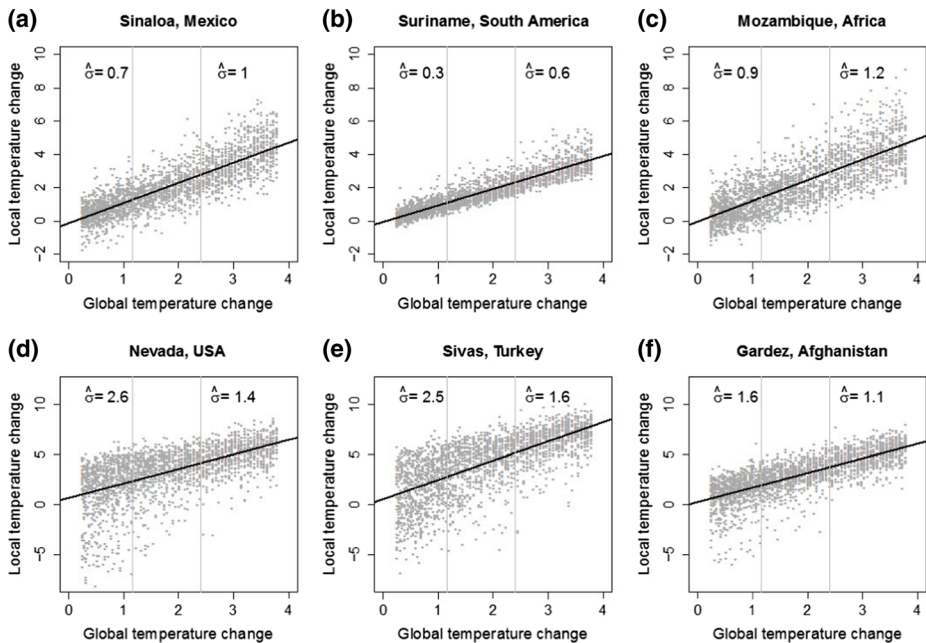 (a) Sinaloa, Mexico
Local temperature change
10
8
6
4
2
0
−2
σ̂= 0.7
σ̂= 1
0 1 2 3 4
Global temperature change
(b) Suriname, South America
Local temperature change
10
8
6
4
2
0
−2
σ̂= 0.3
σ̂= 0.6
0 1 2 3 4
Global temperature change
(c) Mozambique, Africa
Local temperature change
10
8
6
4
2
0
−2
σ̂= 0.9
σ̂= 1.2
0 1 2 3 4
Global temperature change
(d) Nevada, USA
Local temperature change
10
5
0
−5
σ̂= 2.6
σ̂= 1.4
0 1 2 3 4
Global temperature change
(e) Sivas, Turkey
Local temperature change
10
5
0
−5
σ̂= 2.5
σ̂= 1.6
0 1 2 3 4
Global temperature change
(f) Gardez, Afghanistan
Local temperature change
10
5
0
−5
σ̂= 1.6
σ̂= 1.1
0 1 2 3 4
Global temperature change